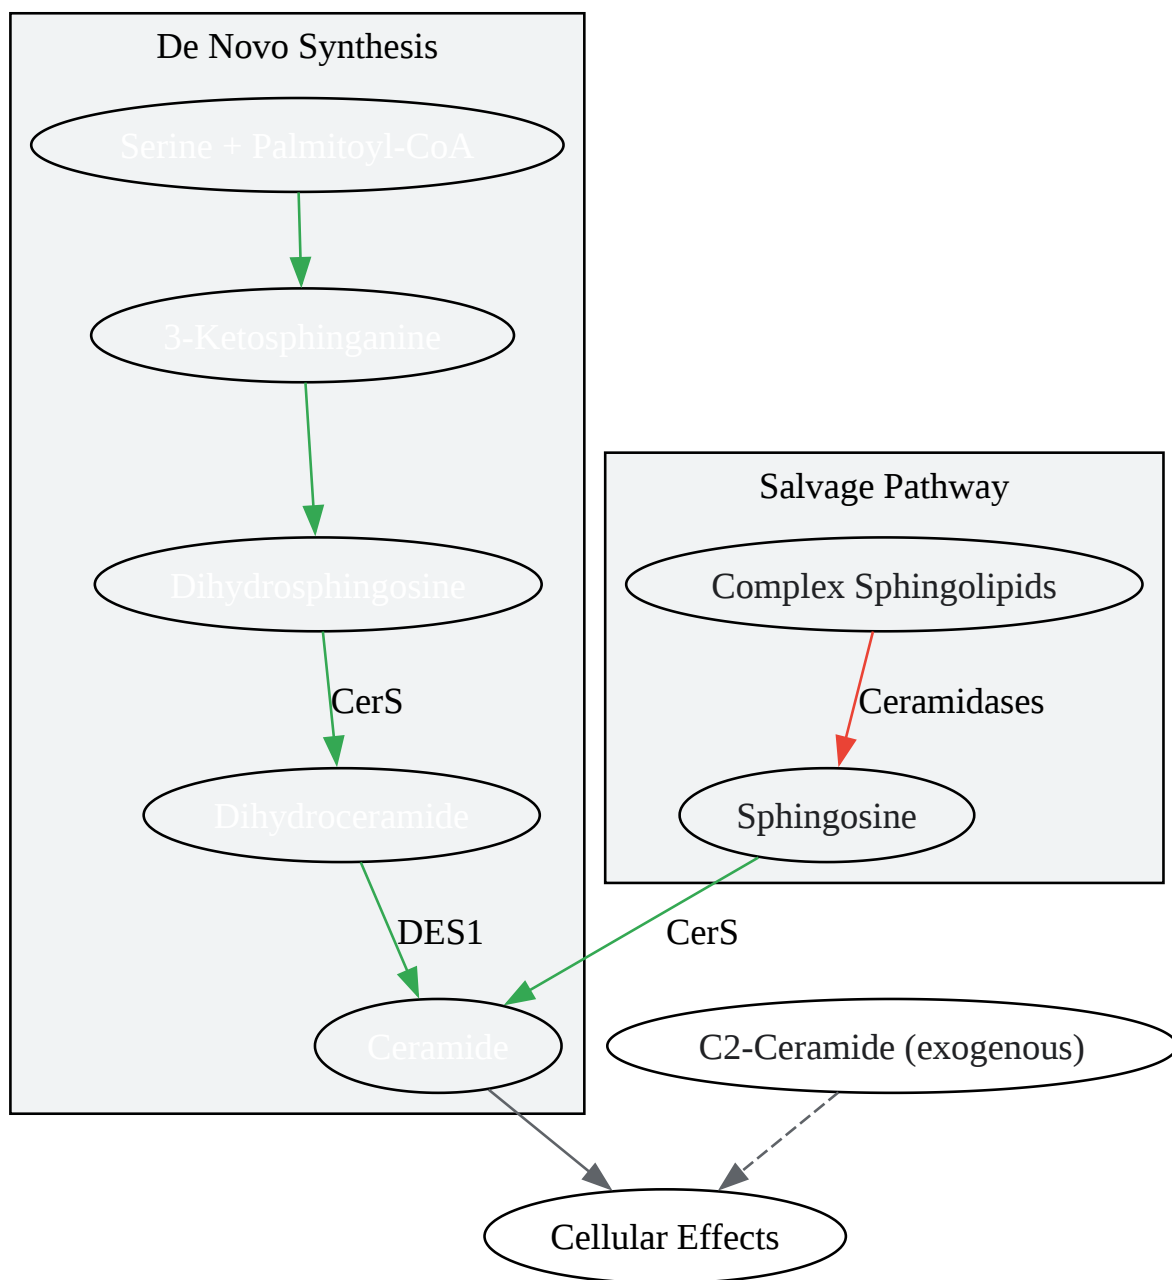 De Novo Synthesis
Serine + Palmitoyl-CoA
3-Ketosphinganine
Salvage Pathway
Dihydrosphingosine
Complex Sphingolipids
CerS
Ceramidases
Dihydroceramide
Sphingosine
DES1
CerS
Ceramide
C2-Ceramide (exogenous)
Cellular Effects